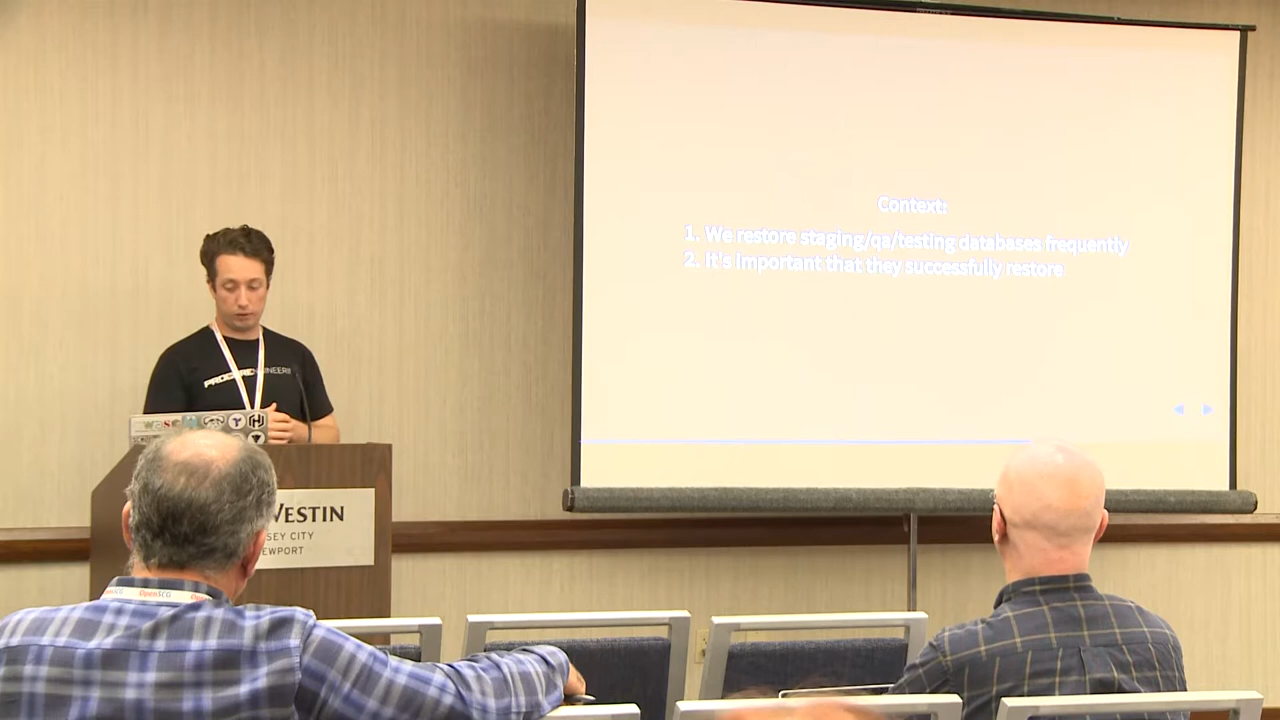 Context:
1. We restore staging/qa/testing databases frequently
2. It's important that they successfully restore
WESTIN
SEY CITY
EWPORT
OpenSCG